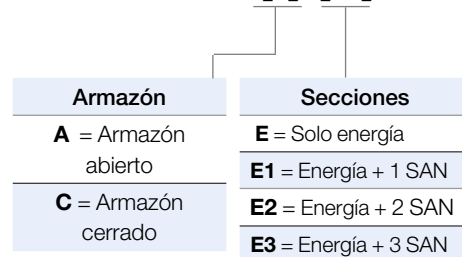 Armazón
A = Armazón
abierto
C = Armazón
cerrado
Secciones
E = Solo energía
E1 = Energía + 1 SAN
E2 = Energía + 2 SAN
E3 = Energía + 3 SAN